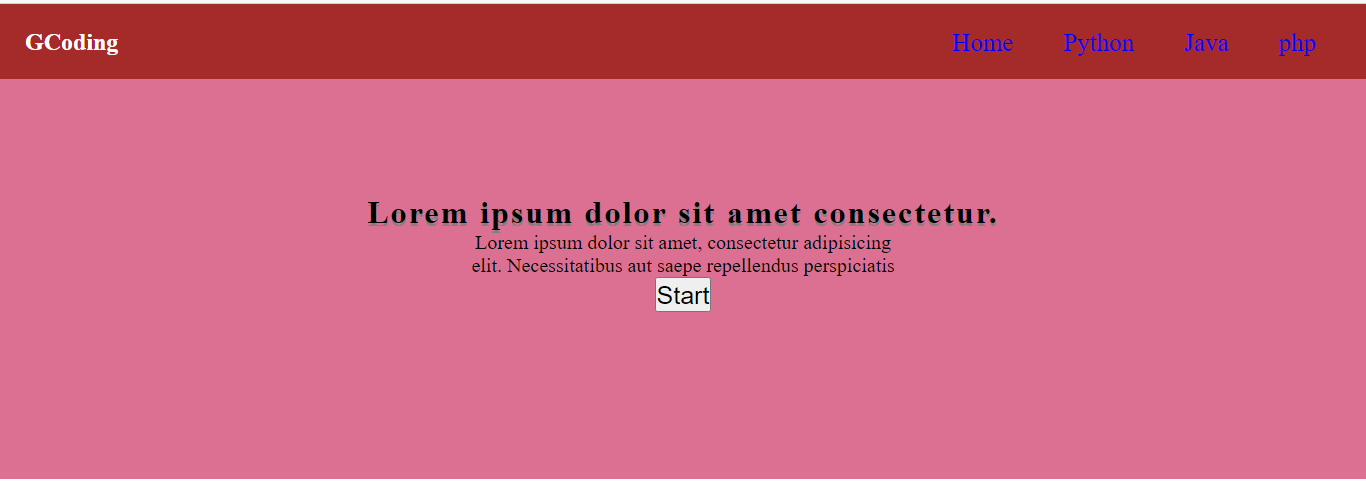 GCoding Home Python Java php
Lorem ipsum dolor sit amet consectetur.
Lorem ipsum dolor sit amet, consectetur adipisicing
elit. Necessitatibus aut saepe repellendus perspiciatis
Start